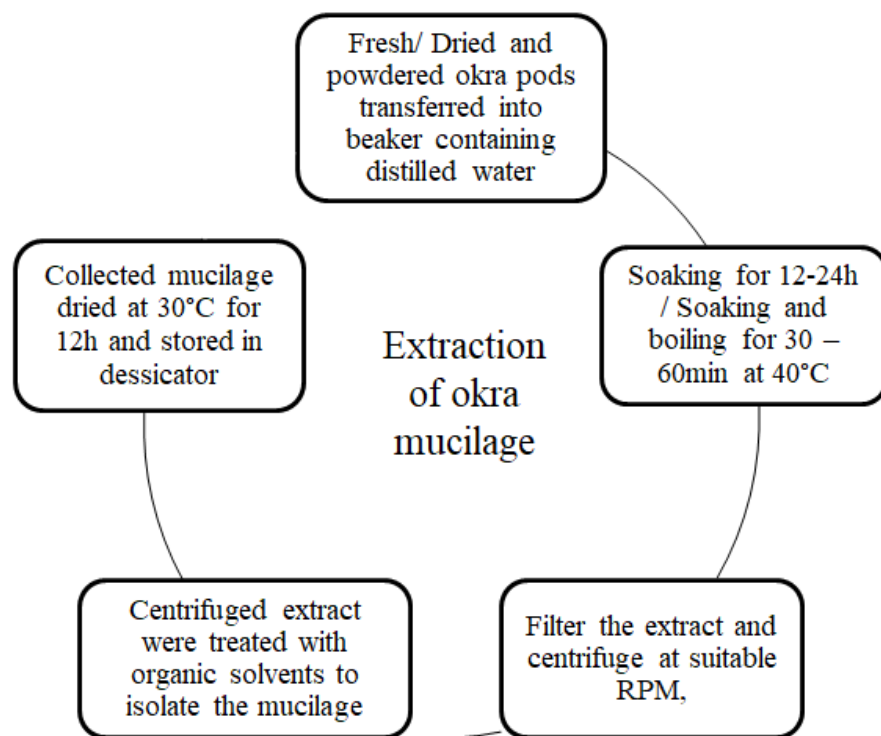 Fresh/ Dried and
powdered okra pods
transferred into
beaker containing
distilled water
Soaking for 12-24h
/ Soaking and
boiling for 30 –
60min at 40°C
Filter the extract and
centrifuge at suitable
RPM,
Centrifuged extract
were treated with
organic solvents to
isolate the mucilage
Collected mucilage
dried at 30°C for
12h and stored in
dessicator
Extraction
of okra
mucilage